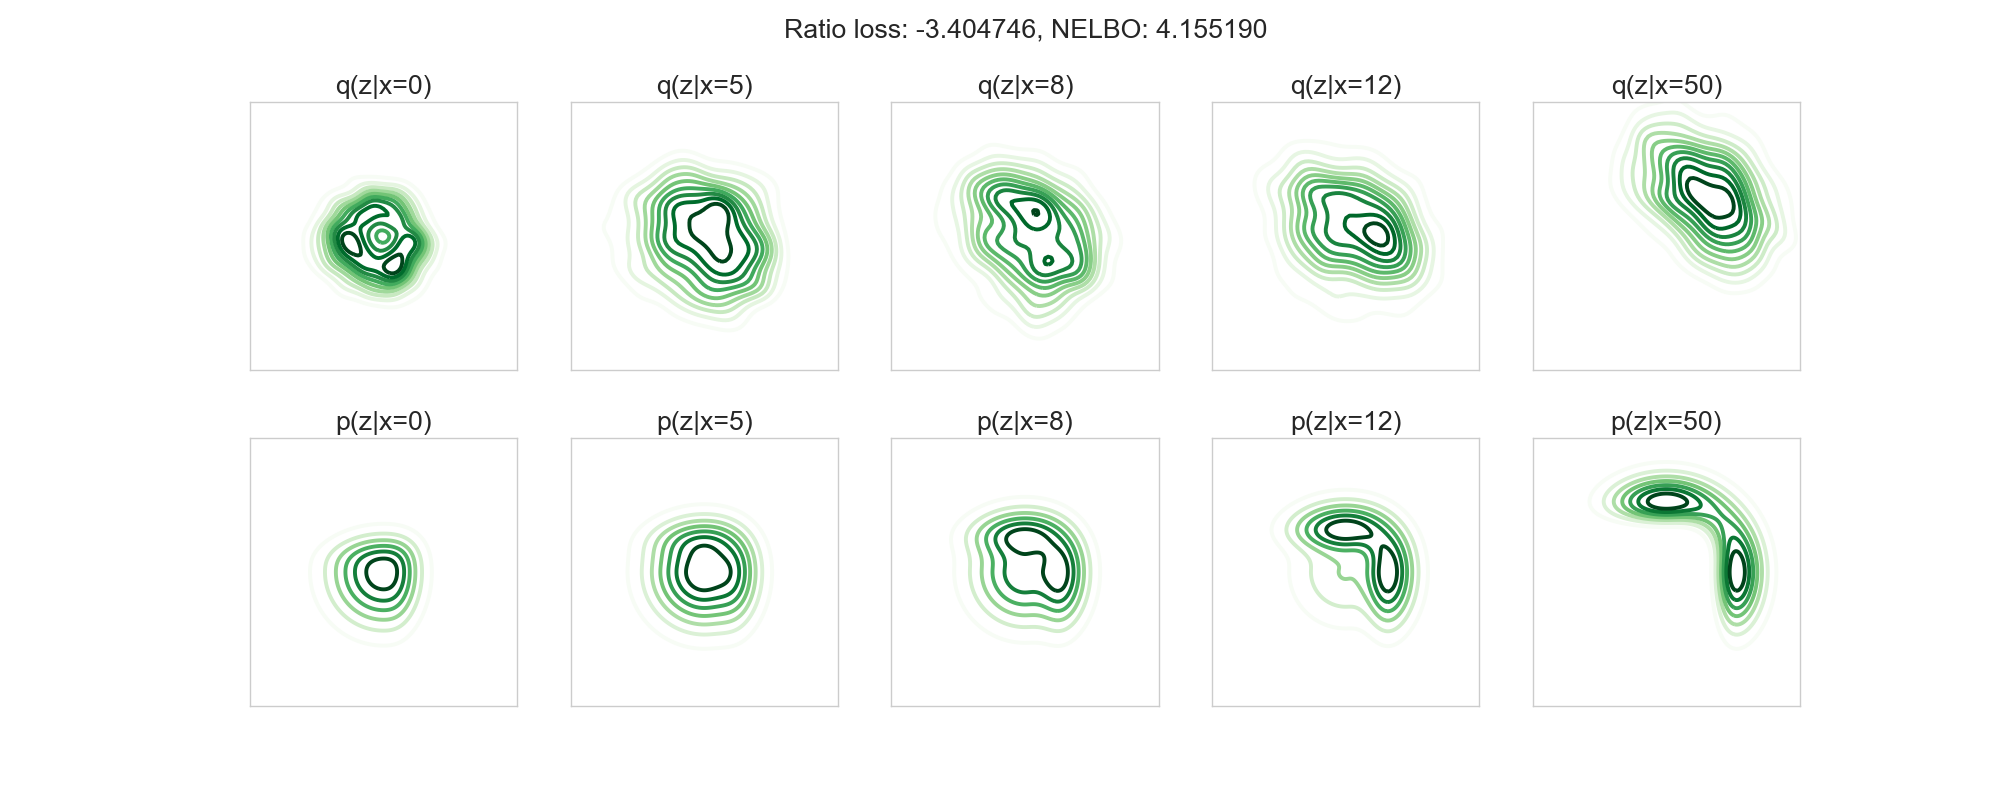 Ratio loss: -3.404746, NELBO: 4.155190
q(z|x=0) q(z|x=5) q(z|x=8) q(z|x=12) q(z|x=50)
p(z|x=0) p(z|x=5) p(z|x=8) p(z|x=12) p(z|x=50)